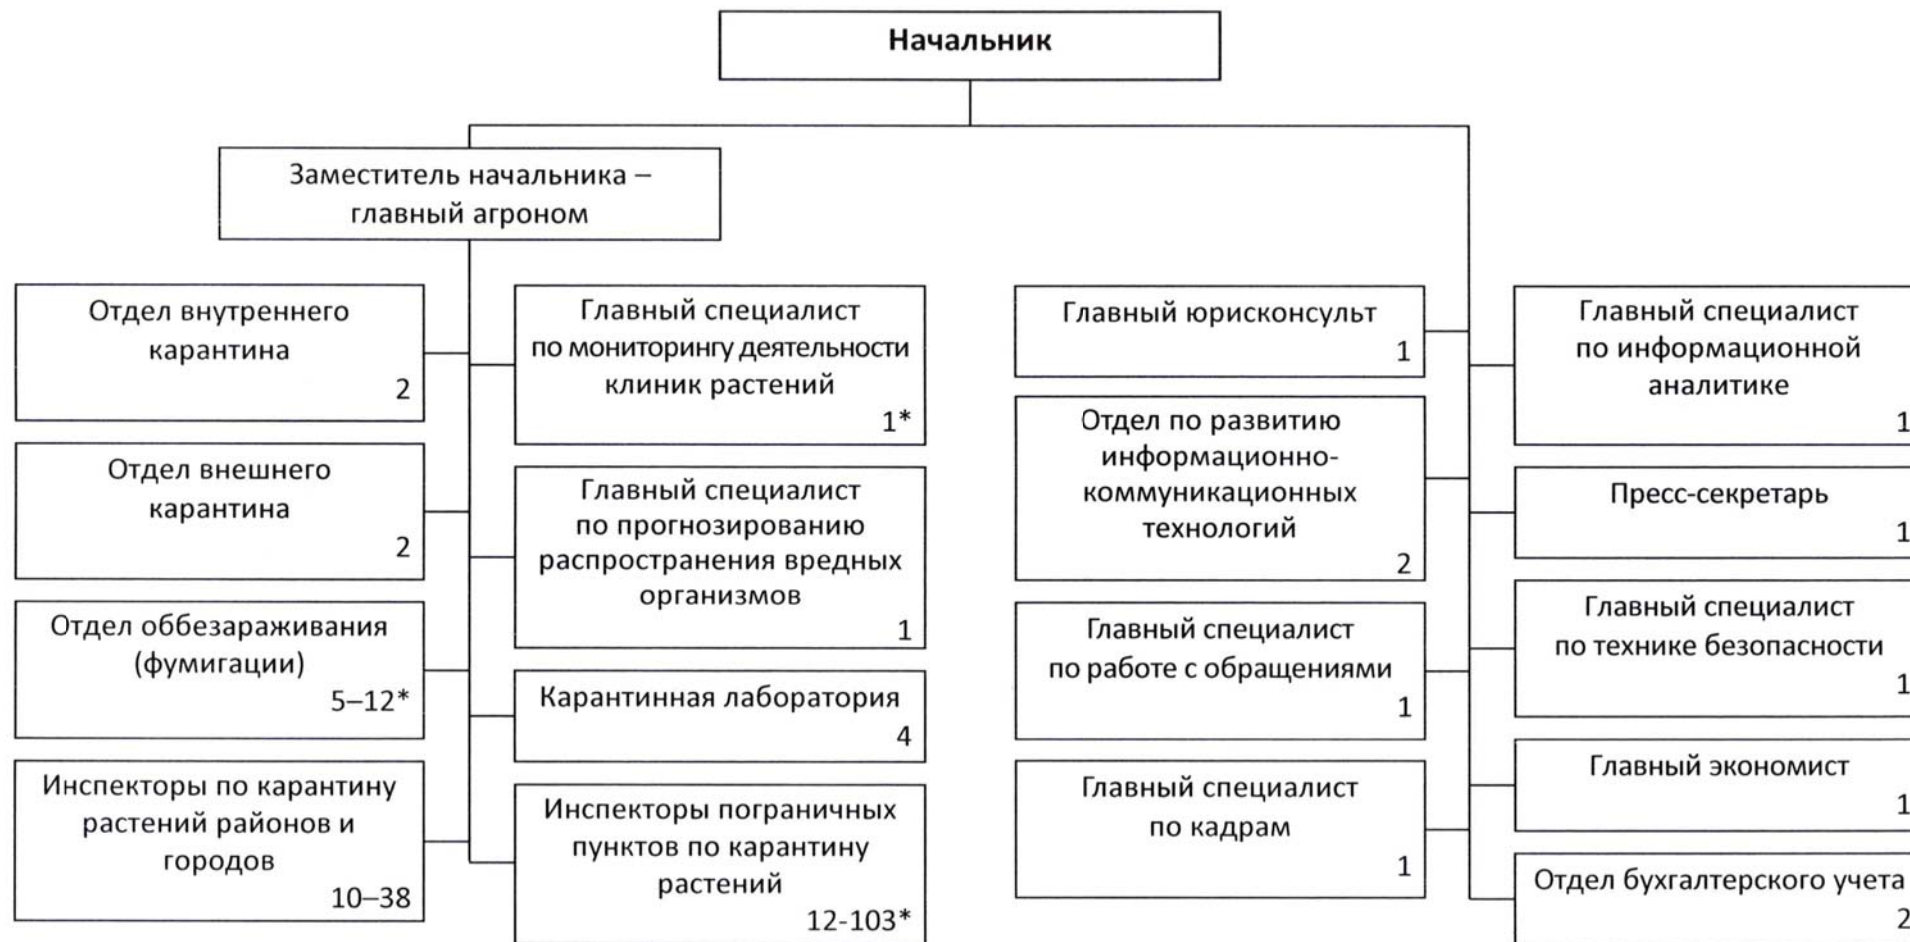 Начальник
Заместитель начальника –
главный агроном
Отдел внутреннего
карантина
2
Отдел внешнего
карантина
2
Отдел оббезараживания
(фумигации)
5–12*
Инспекторы по карантину
растений районов и
городов
10–38
Главный специалист
по мониторингу деятельности
клиник растений
1*
Главный специалист
по прогнозированию
распространения вредных
организмов
1
Карантинная лаборатория
4
Инспекторы пограничных
пунктов по карантину
растений
12-103*
Главный юрисконсульт
1
Отдел по развитию
информационно-
коммуникационных
технологий
2
Главный специалист
по работе с обращениями
1
Главный специалист
по кадрам
1
Главный специалист
по информационной
аналитике
1
Пресс-секретарь
1
Главный специалист
по технике безопасности
1
Главный экономист
1
Отдел бухгалтерского учета
2